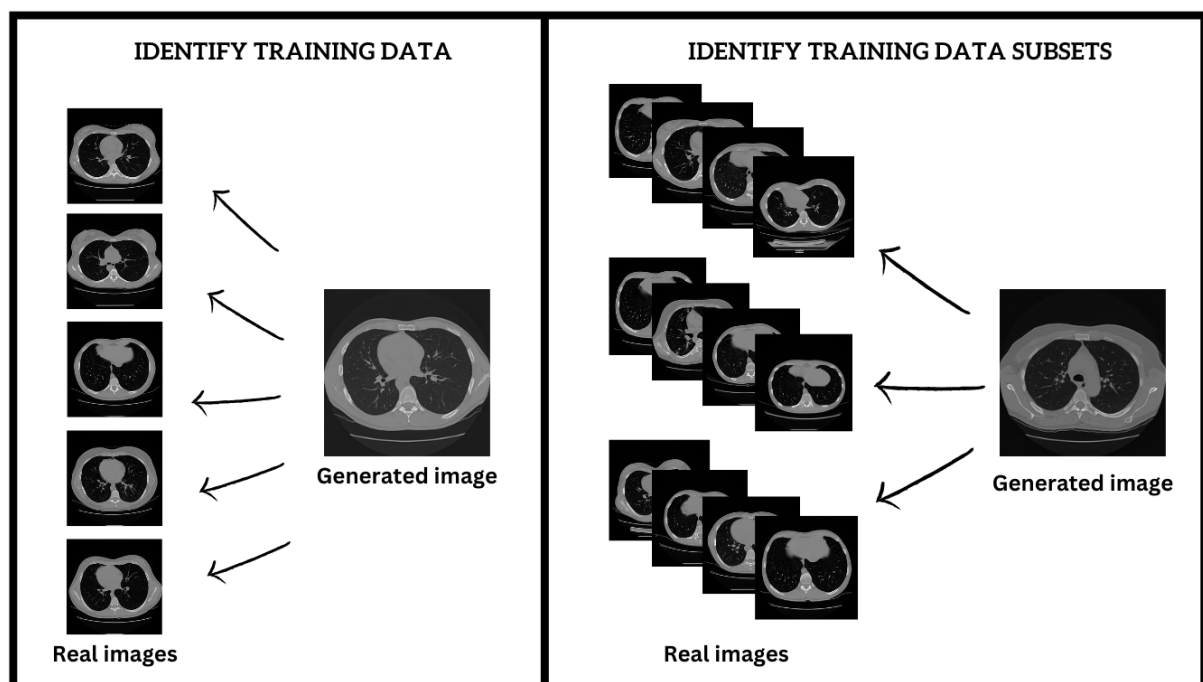 IDENTIFY TRAINING DATA
Generated image
Real images
IDENTIFY TRAINING DATA SUBSETS
Generated image
Real images